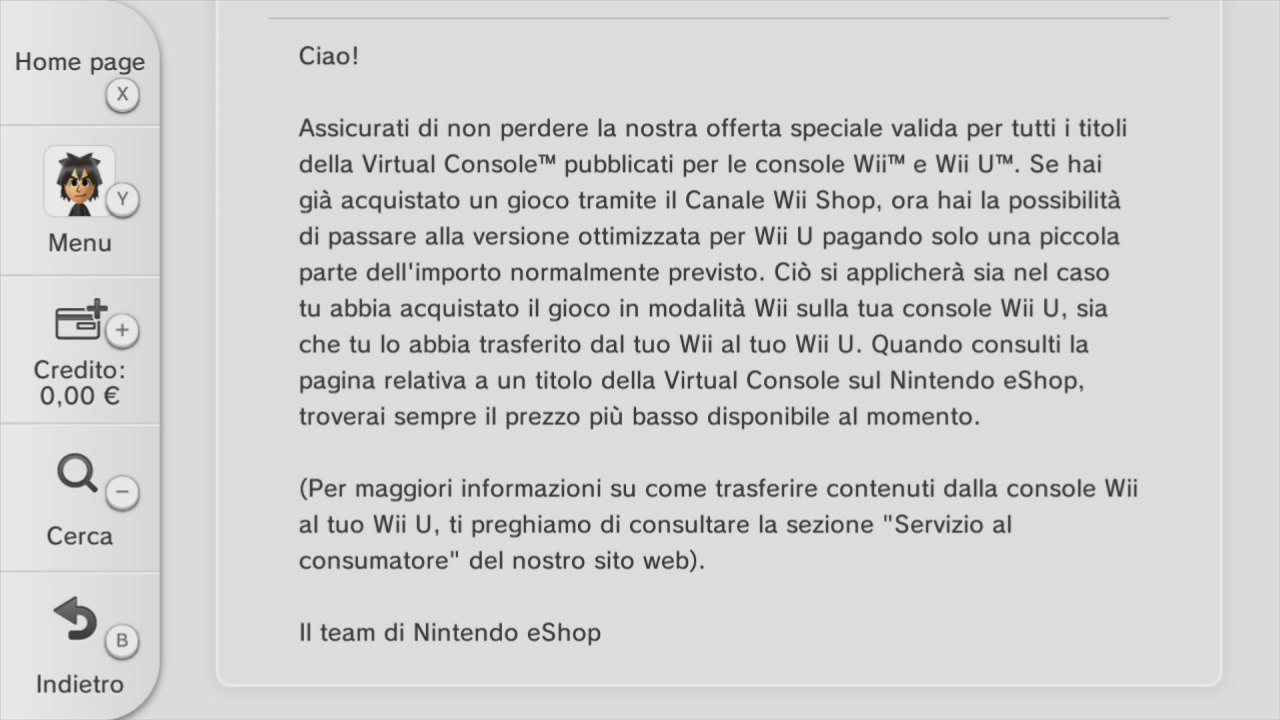 Home page
X
Y
Menu
+
Credito:
0,00 €
−
Cerca
B
Indietro
Ciao!
Assicurati di non perdere la nostra offerta speciale valida per tutti i titoli
della Virtual Console™ pubblicati per le console Wii™ e Wii U™. Se hai
già acquistato un gioco tramite il Canale Wii Shop, ora hai la possibilità
di passare alla versione ottimizzata per Wii U pagando solo una piccola
parte dell'importo normalmente previsto. Ciò si applicherà sia nel caso
tu abbia acquistato il gioco in modalità Wii sulla tua console Wii U, sia
che tu lo abbia trasferito dal tuo Wii al tuo Wii U. Quando consulti la
pagina relativa a un titolo della Virtual Console sul Nintendo eShop,
troverai sempre il prezzo più basso disponibile al momento.
(Per maggiori informazioni su come trasferire contenuti dalla console Wii
al tuo Wii U, ti preghiamo di consultare la sezione "Servizio al
consumatore" del nostro sito web).
Il team di Nintendo eShop